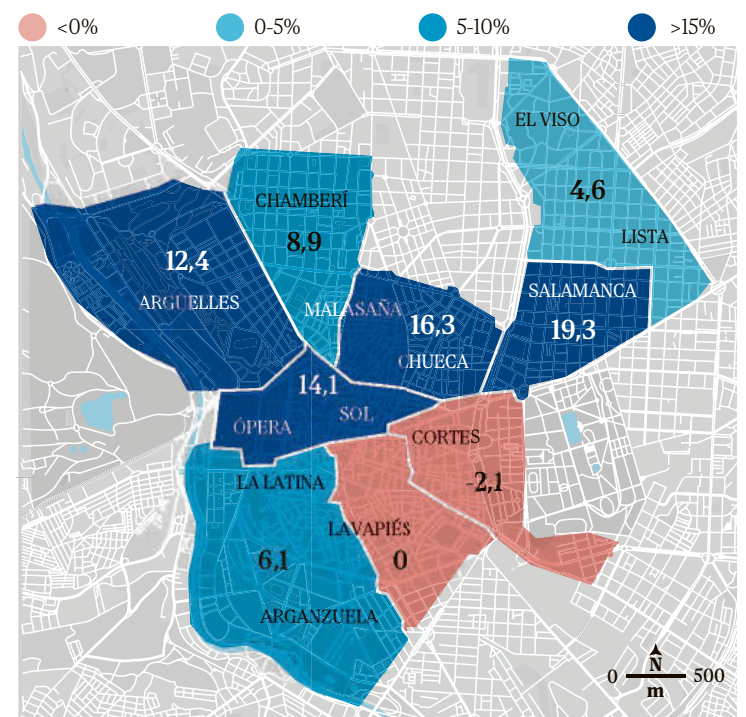 <0%
0-5%
5-10%
>15%
EL VISO
4,6
LISTA
CHAMBERÍ
8,9
12,4
ARGUELLES
MALASAÑA
16,3
CHUECA
SALAMANCA
19,3
14,1
ÓPERA
SOL
CORTES
-2,1
LA LATINA
LAVAPIÉS
6,1
0
ARGANZUELA
N
0
500
m